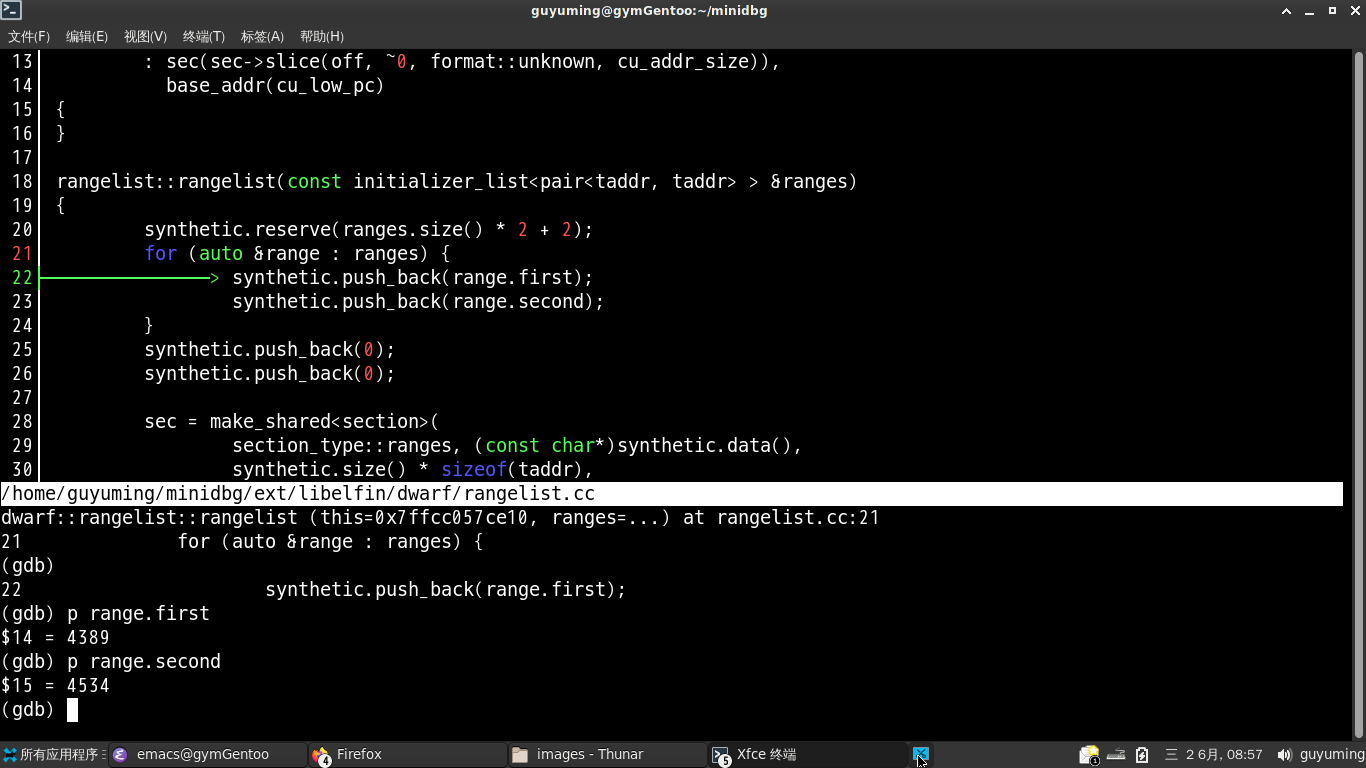 guyuming@gymGentoo:~/minidbg
文件(F) 编辑(E) 视图(V) 终端(T) 标签(A) 帮助(H)
13         : sec(sec->slice(off, ~0, format::unknown, cu_addr_size)),
14           base_addr(cu_low_pc)
15 {
16 }
17
18 rangelist::rangelist(const initializer_list<pair<taddr, taddr> > &ranges)
19 {
20         synthetic.reserve(ranges.size() * 2 + 2);
21         for (auto &range : ranges) {
22 > synthetic.push_back(range.first);
23                 synthetic.push_back(range.second);
24         }
25         synthetic.push_back(0);
26         synthetic.push_back(0);
27
28         sec = make_shared<section>(
29                 section_type::ranges, (const char*)synthetic.data(),
30                 synthetic.size() * sizeof(taddr),
/home/guyuming/minidbg/ext/libelfin/dwarf/rangelist.cc
dwarf::rangelist::rangelist (this=0x7ffcc057ce10, ranges=...) at rangelist.cc:21
21              for (auto &range : ranges) {
(gdb)
22                      synthetic.push_back(range.first);
(gdb) p range.first
$14 = 4389
(gdb) p range.second
$15 = 4534
(gdb)
所有应用程序 emacs@gymGentoo 4 Firefox images - Thunar 5 Xfce 终端 1 三 2 6月, 08:57 guyuming